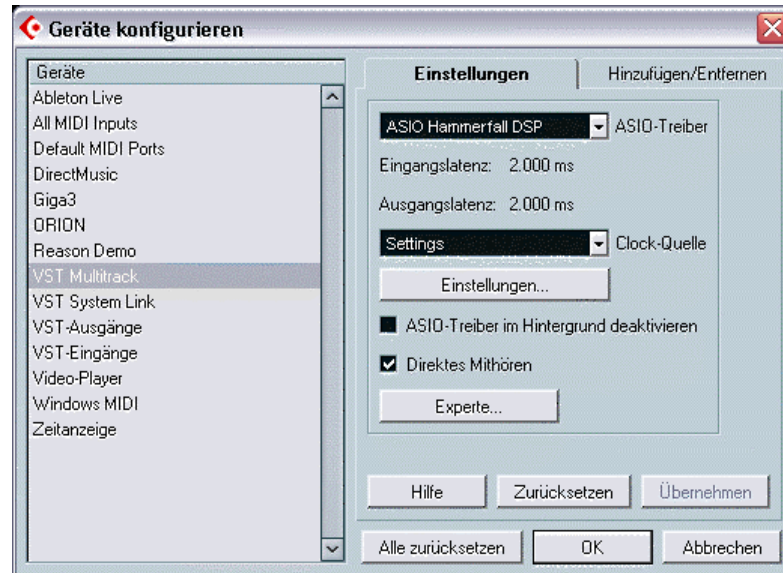 Geräte konfigurieren
Geräte
Ableton Live
All MIDI Inputs
Default MIDI Ports
DirectMusic
Giga3
ORION
Reason Demo
VST Multitrack
VST System Link
VST-Ausgänge
VST-Eingänge
Video-Player
Windows MIDI
Zeitanzeige
Einstellungen
Hinzufügen/Entfernen
ASIO Hammerfall DSP ASIO-Treiber
Eingangslatenz: 2.000 ms
Ausgangslatenz: 2.000 ms
Settings Clock-Quelle
Einstellungen...
ASIO-Treiber im Hintergrund deaktivieren
Direktes Mithören
Experte...
Hilfe
Zurücksetzen
Übernehmen
Alle zurücksetzen
OK
Abbrechen